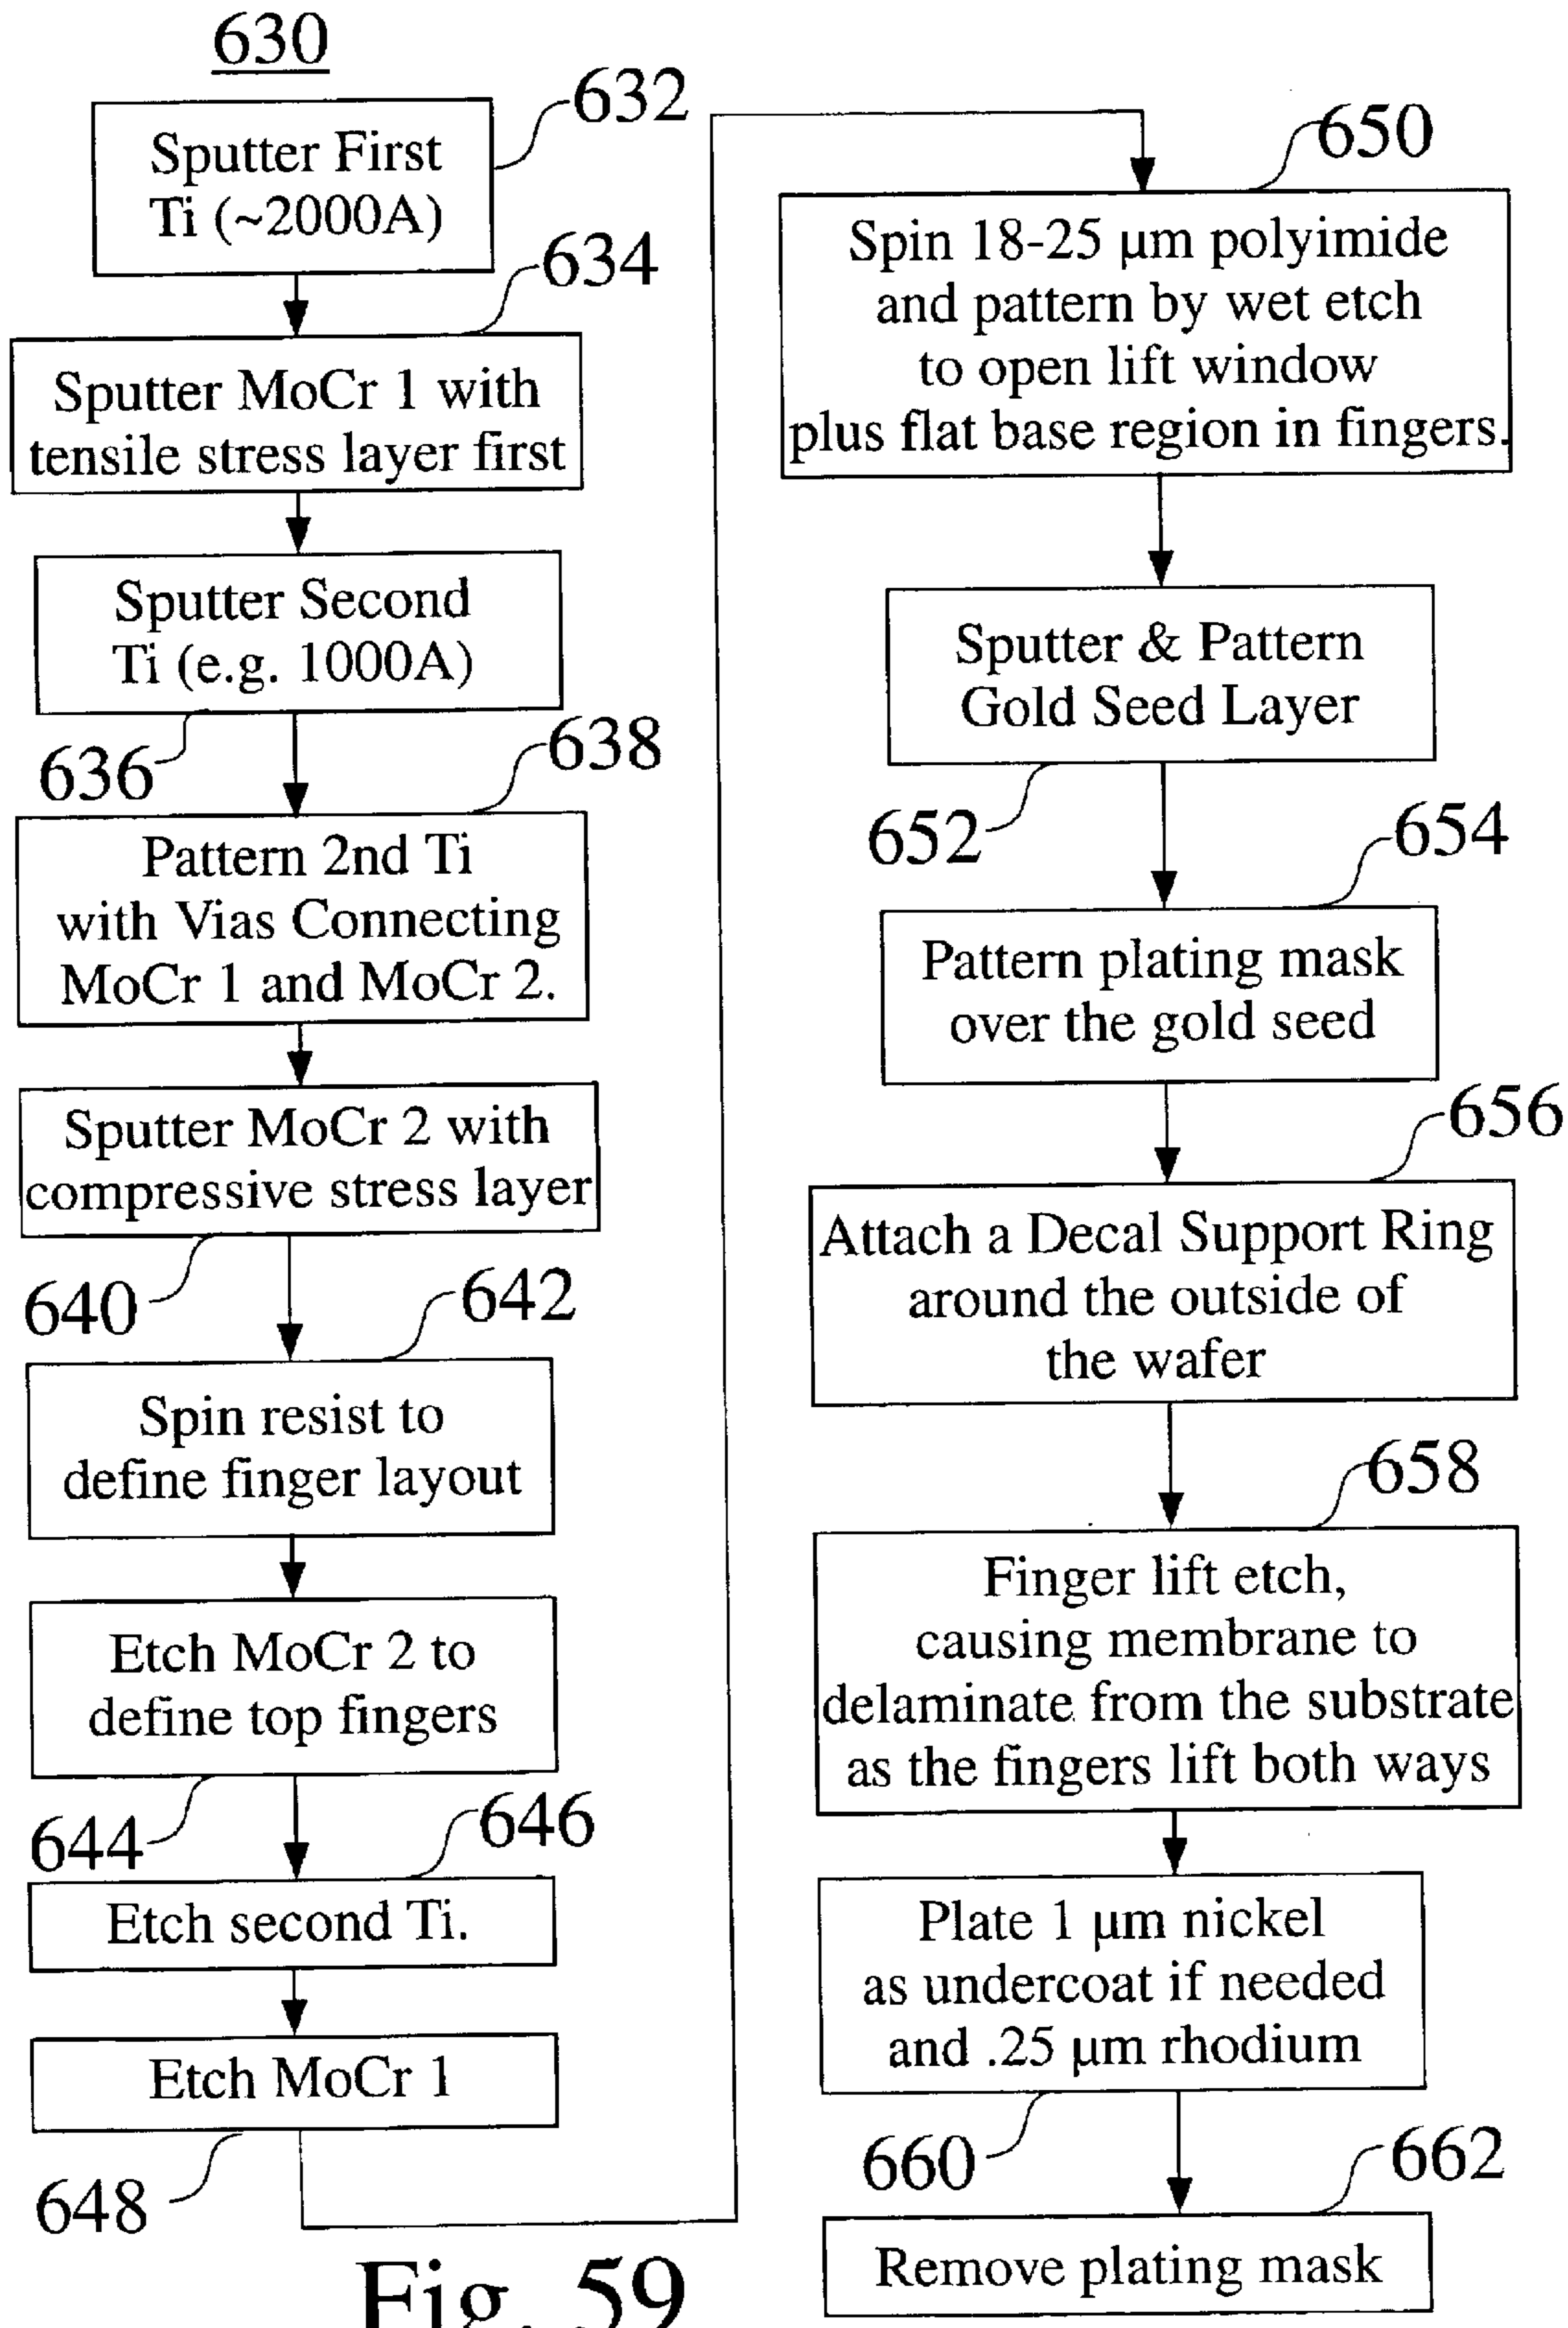 630
632
Sputter First
Ti (~2000A)
634
Sputter MoCr 1 with
tensile stress layer first
Sputter Second
Ti (e.g. 1000A)
636
638
Pattern 2nd Ti
with Vias Connecting
MoCr 1 and MoCr 2.
Sputter MoCr 2 with
compressive stress layer
640
642
Spin resist to
define finger layout
Etch MoCr 2 to
define top fingers
644
646
Etch second Ti.
Etch MoCr 1
648
650
Spin 18-25 µm polyimide
and pattern by wet etch
to open lift window
plus flat base region in fingers.
Sputter & Pattern
Gold Seed Layer
652
654
Pattern plating mask
over the gold seed
656
Attach a Decal Support Ring
around the outside of
the wafer
658
Finger lift etch,
causing membrane to
delaminate from the substrate
as the fingers lift both ways
Plate 1 µm nickel
as undercoat if needed
and .25 µm rhodium
660
662
Remove plating mask
Fig. 59